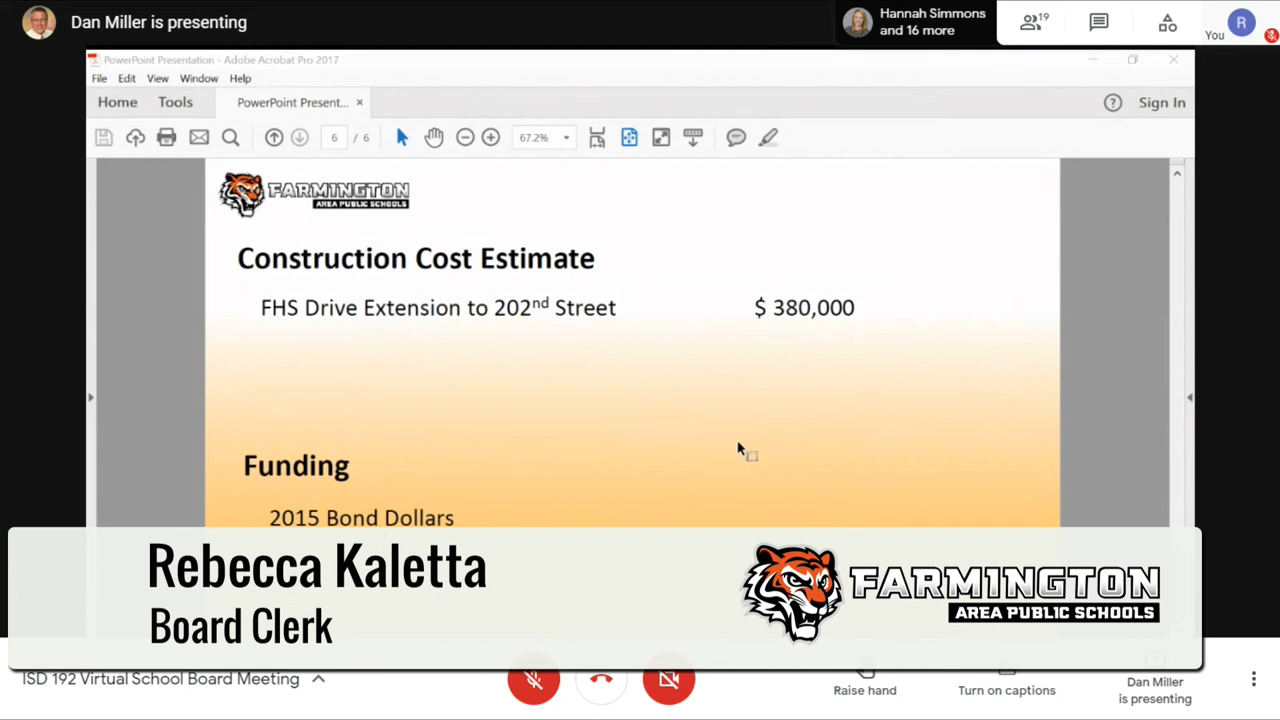 Dan Miller is presenting
Hannah Simmons
and 16 more
19
You
R
PowerPoint Presentation - Adobe Acrobat Pro 2017
File Edit View Window Help
Home Tools PowerPoint Present... ×
? Sign In
6 / 6 67.2%
FARMINGTON
AREA PUBLIC SCHOOLS
Construction Cost Estimate
FHS Drive Extension to 202nd Street $ 380,000
Funding
2015 Bond Dollars
Rebecca Kaletta
Board Clerk
FARMINGTON
AREA PUBLIC SCHOOLS
ISD 192 Virtual School Board Meeting
Raise hand
Turn on captions
Dan Miller
is presenting